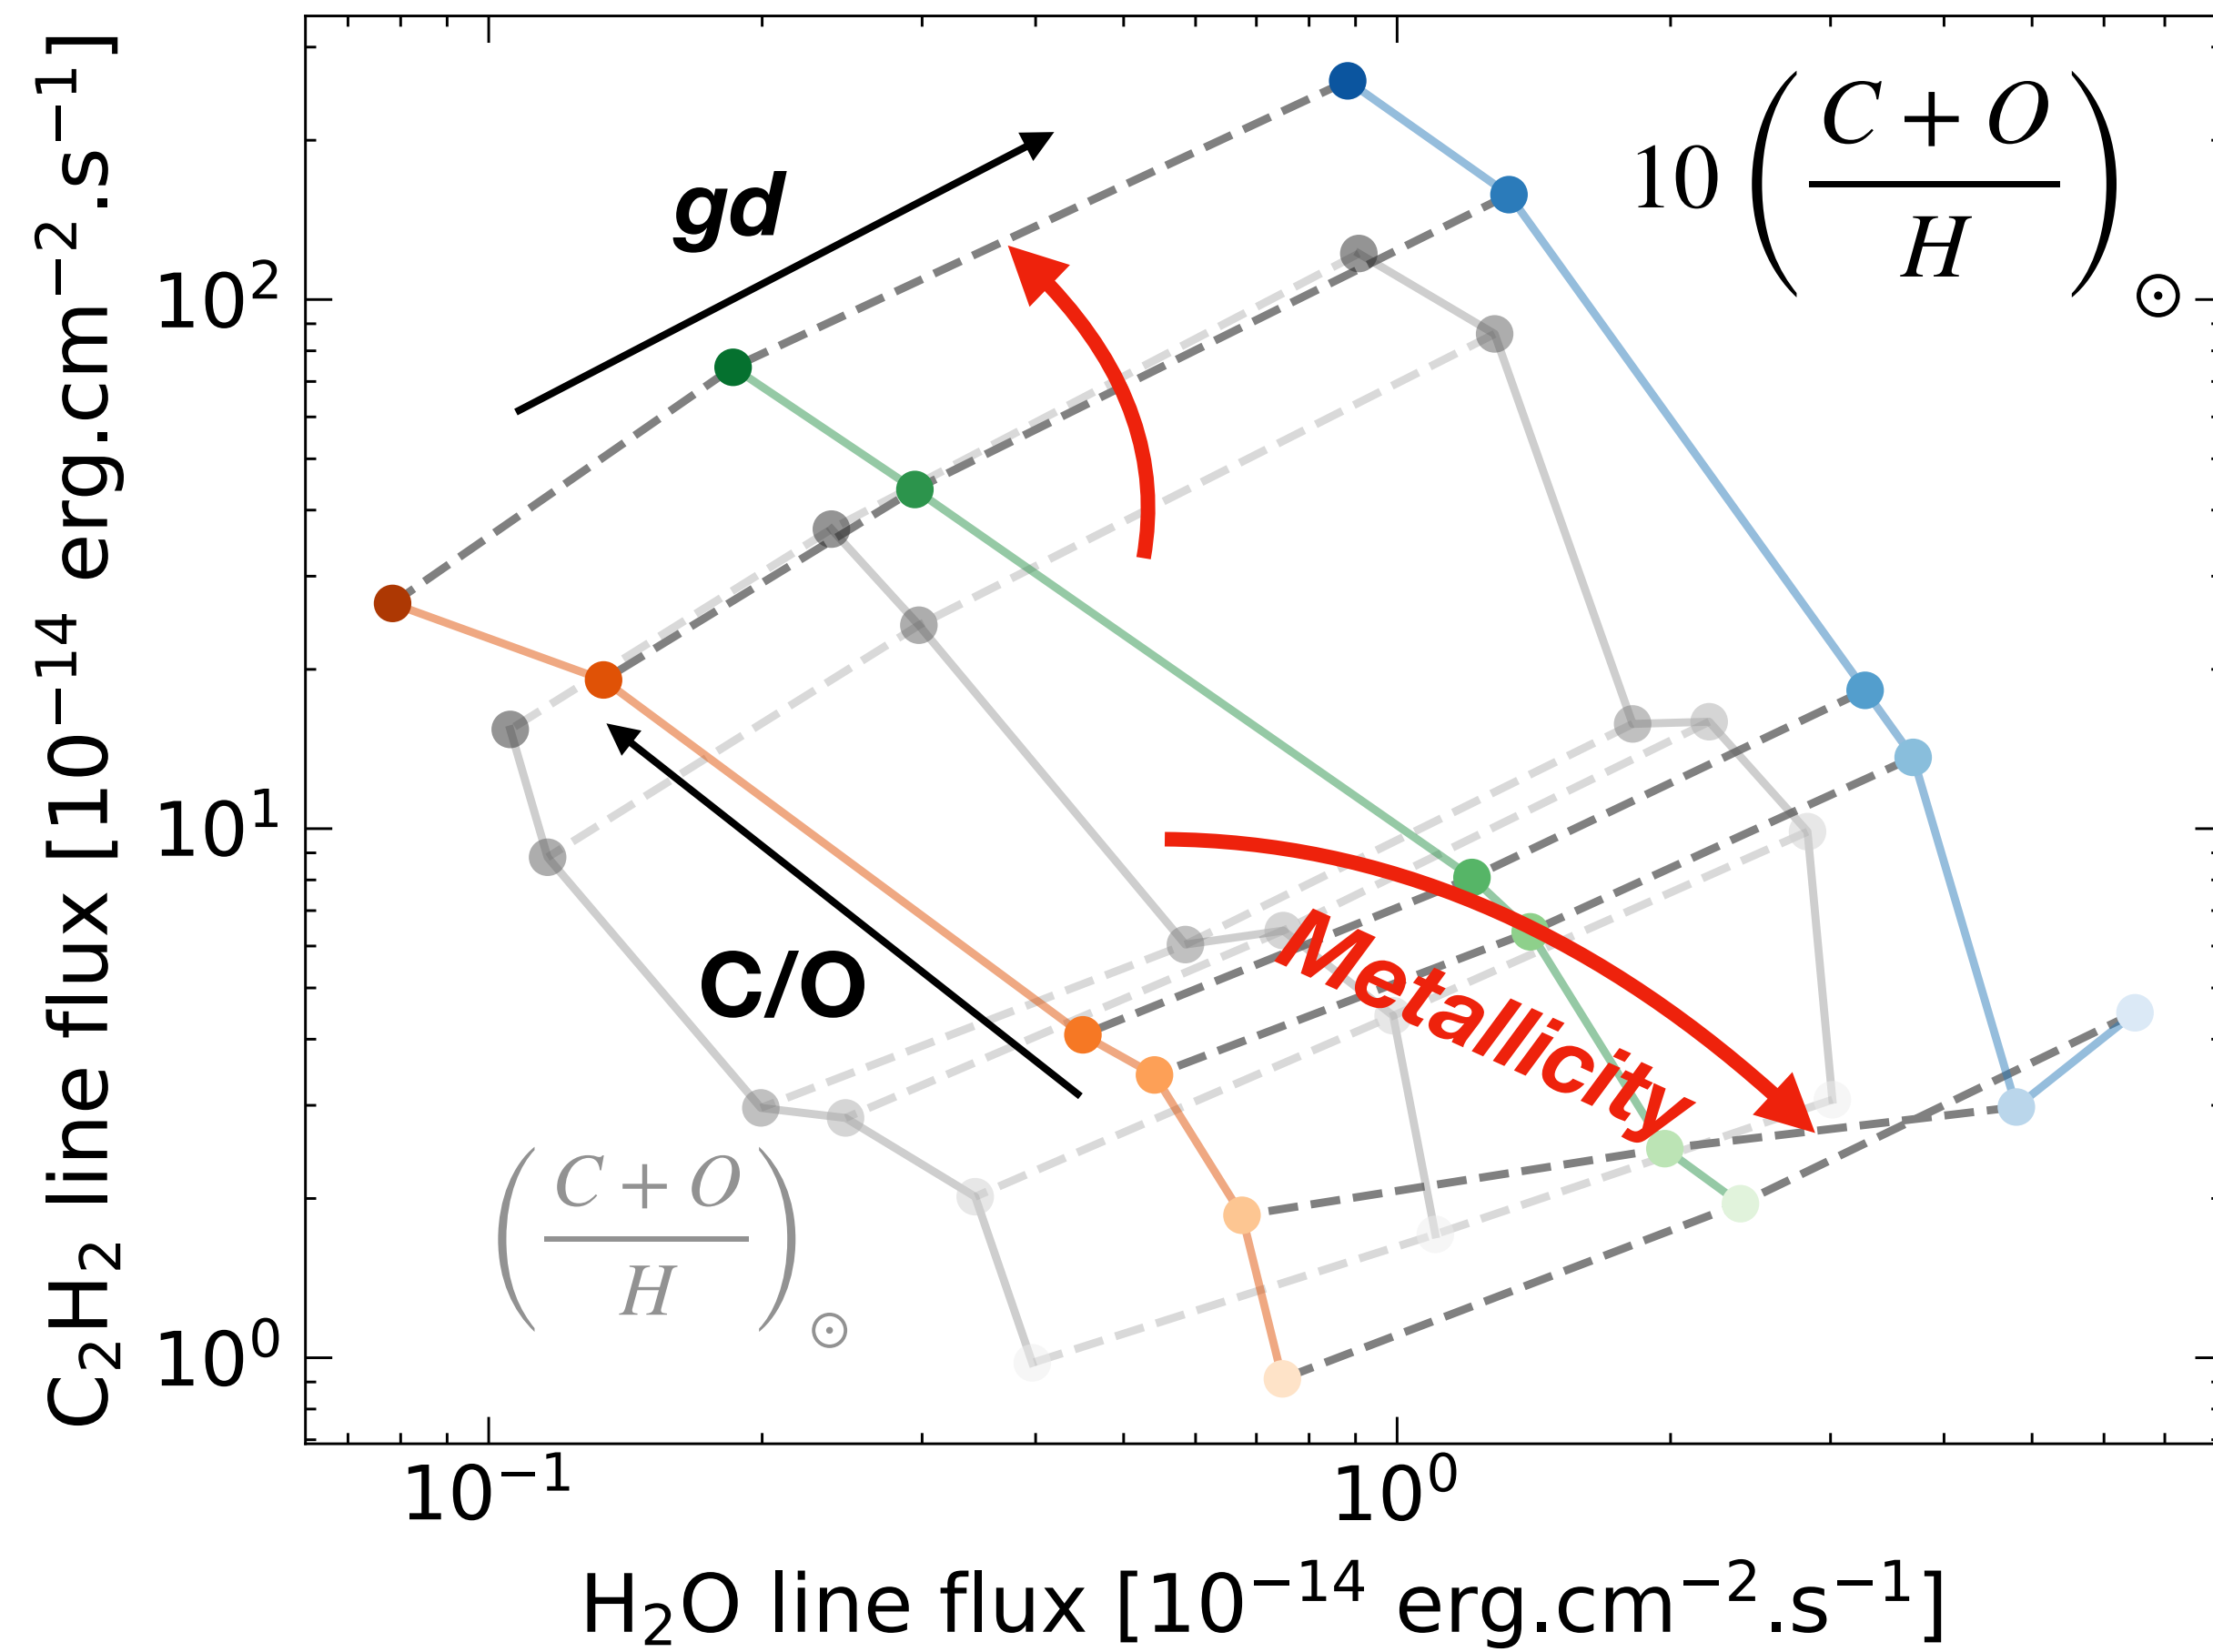 C₂H₂ line flux [10⁻¹⁴ erg.cm⁻².s⁻¹]
10²
10¹
10⁰
gd
10 (C + O / H)⊙
C/O
Metallicity
(C + O / H)⊙
10⁻¹
10⁰
H₂O line flux [10⁻¹⁴ erg.cm⁻².s⁻¹]